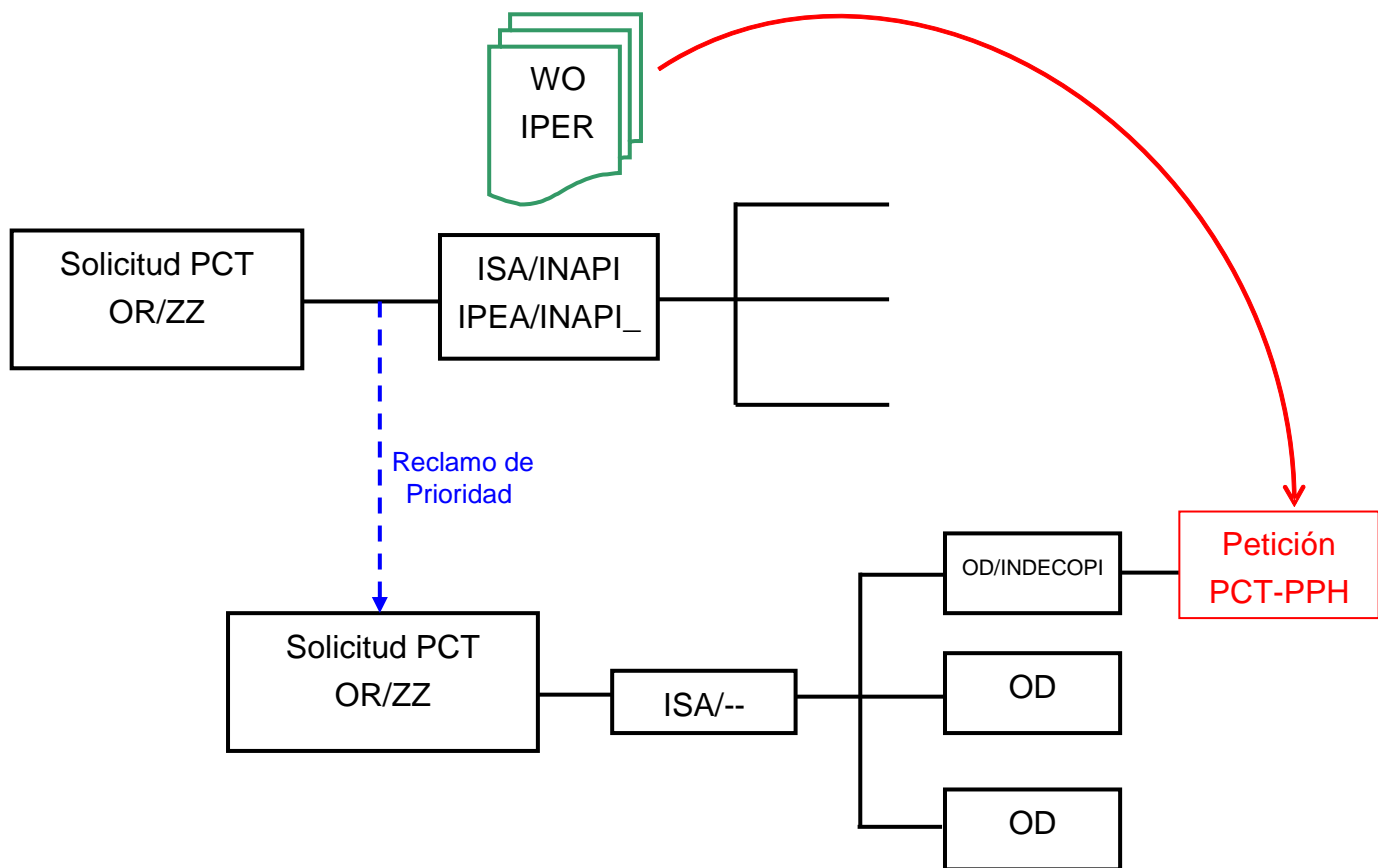 WO
IPER
Solicitud PCT
OR/ZZ
ISA/INAPI
IPEA/INAPI_
Reclamo de
Prioridad
Solicitud PCT
OR/ZZ
ISA/--
OD/INDECOPI
OD
OD
Petición
PCT-PPH